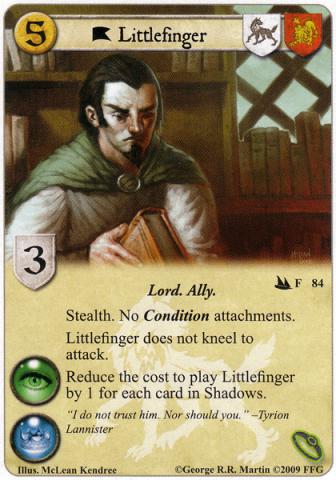 5
Littlefinger
3
Lord. Ally.
Stealth. No Condition attachments.
Littlefinger does not kneel to
attack.
Reduce the cost to play Littlefinger
by 1 for each card in Shadows.
"I do not trust him. Nor should you." –Tyrion
Lannister
F 84
Illus. McLean Kendree
©George R.R. Martin ©2009 FFG